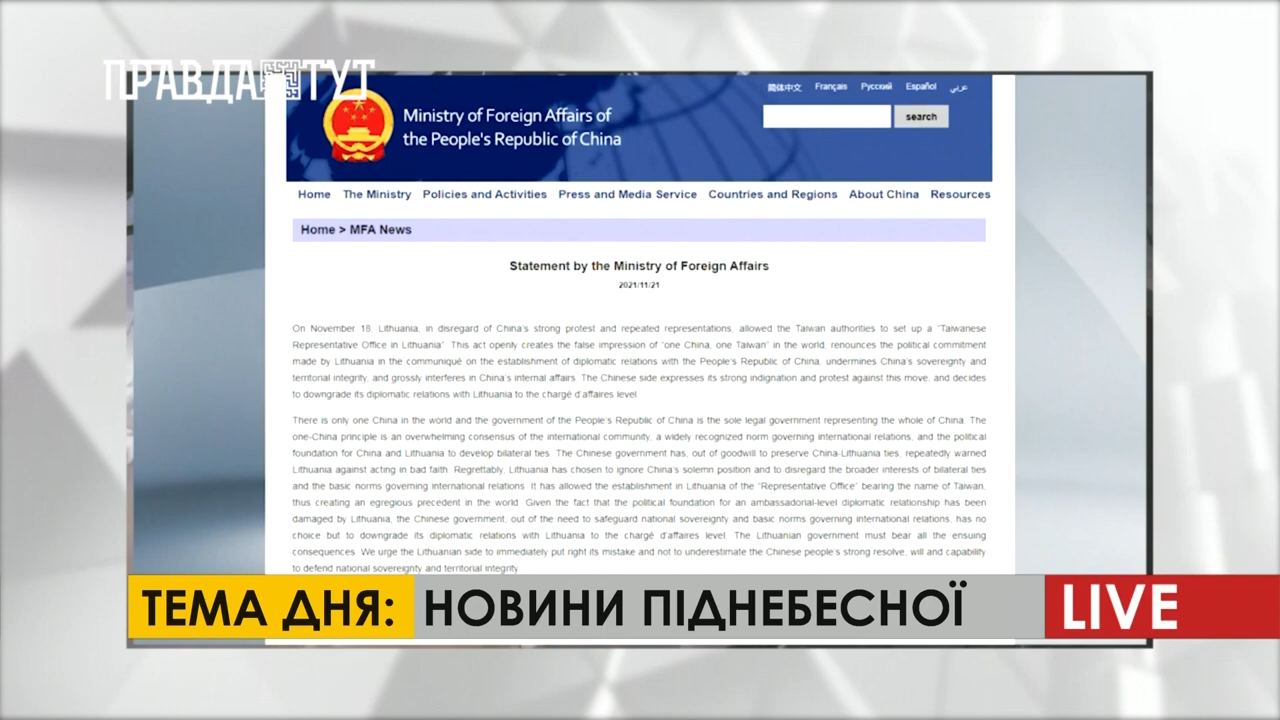 ПРАВДА ТУТ
簡体中文 Français Русский Español عربي
Ministry of Foreign Affairs of
the People's Republic of China
search
Home The Ministry Policies and Activities Press and Media Service Countries and Regions About China Resources
Home > MFA News
Statement by the Ministry of Foreign Affairs
2021/11/21
On November 18, Lithuania, in disregard of China's strong protest and repeated representations, allowed the Taiwan authorities to set up a "Taiwanese
Representative Office in Lithuania". This act openly creates the false impression of "one China, one Taiwan" in the world, renounces the political commitment
made by Lithuania in the communiqué on the establishment of diplomatic relations with the People's Republic of China, undermines China's sovereignty and
territorial integrity, and grossly interferes in China's internal affairs. The Chinese side expresses its strong indignation and protest against this move, and decides
to downgrade its diplomatic relations with Lithuania to the chargé d'affaires level.
There is only one China in the world and the government of the People's Republic of China is the sole legal government representing the whole of China. The
one-China principle is an overwhelming consensus of the international community, a widely recognized norm governing international relations, and the political
foundation for China and Lithuania to develop bilateral ties. The Chinese government has, out of goodwill to preserve China-Lithuania ties, repeatedly warned
Lithuania against acting in bad faith. Regrettably, Lithuania has chosen to ignore China's solemn position and to disregard the broader interests of bilateral ties
and the basic norms governing international relations. It has allowed the establishment in Lithuania of the "Representative Office" bearing the name of Taiwan,
thus creating an egregious precedent in the world. Given the fact that the political foundation for an ambassadorial-level diplomatic relationship has been
damaged by Lithuania, the Chinese government, out of the need to safeguard national sovereignty and basic norms governing international relations, has no
choice but to downgrade its diplomatic relations with Lithuania to the chargé d'affaires level. The Lithuanian government must bear all the ensuing
consequences. We urge the Lithuanian side to immediately put right its mistake and not to underestimate the Chinese people's strong resolve, will and capability
to defend national sovereignty and territorial integrity.
ТЕМА ДНЯ: НОВИНИ ПІДНЕБЕСНОЇ LIVE